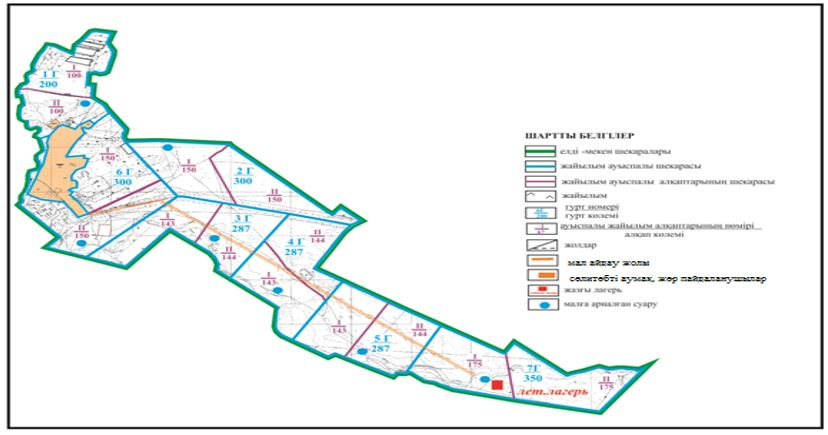 I
100
1 Г
200
II
100
I
150
6 Г
300
I
150
2 Г
300
II
150
II
150
I
143
3 Г
287
II
144
4 Г
287
II
144
I
143
I
143
5 Г
287
II
144
I
175
7Г
350
II
175
лет.лагерь
ШАРТТЫ БЕЛГІЛЕР
елді -мекен шекаралары
жайылым ауыспалы шекарасы
жайылым ауыспалы алқаптарының шекарасы
жайылым
гурт номері
гурт көлемі
ауыспалы жайылым алқаптарының номірі
алқап көлемі
жолдар
мал айдау жолы
селитебті аумақ, жер пайдаланушылар
жазғы лагерь
малға арналған суару